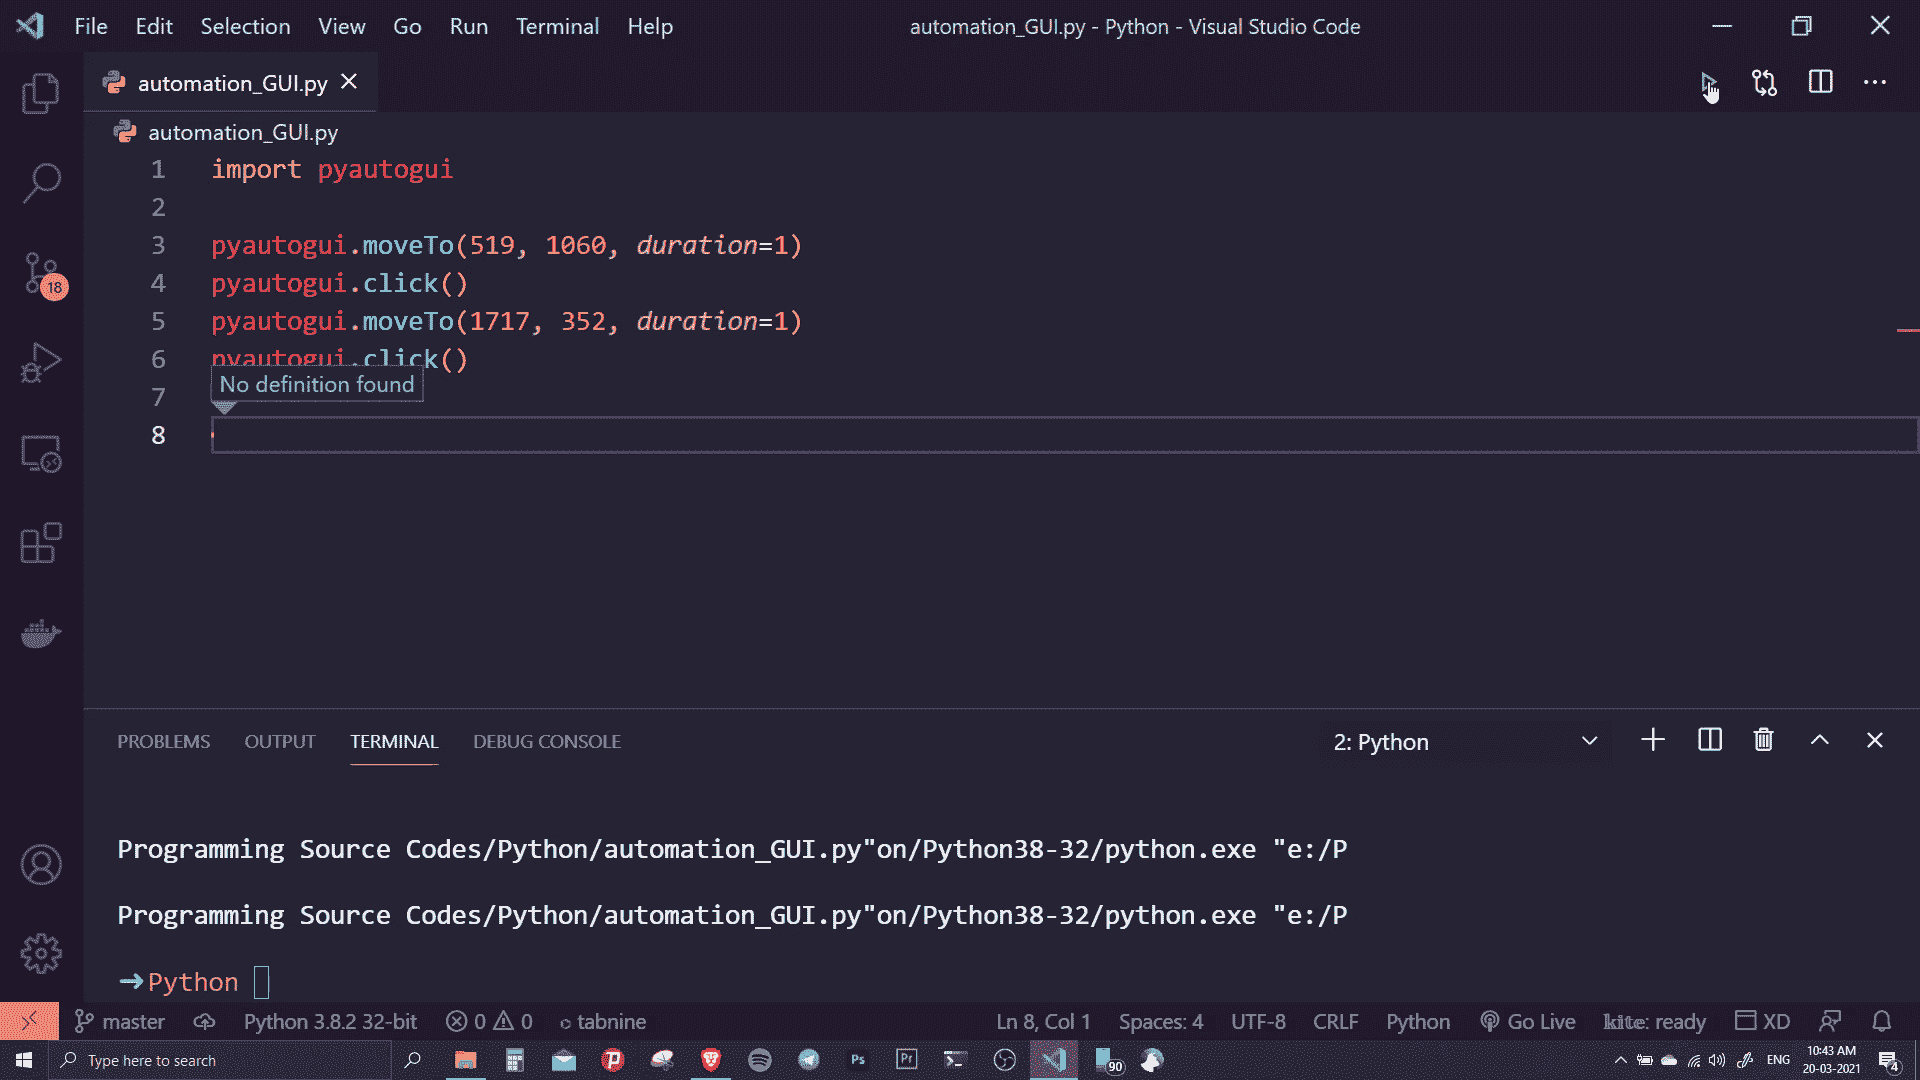 File Edit Selection View Go Run Terminal Help automation_GUI.py - Python - Visual Studio Code
automation_GUI.py
automation_GUI.py
1 import pyautogui
2
3 pyautogui.moveTo(519, 1060, duration=1)
4 pyautogui.click()
5 pyautogui.moveTo(1717, 352, duration=1)
6 pyautogui.click()
No definition found
7
8
18
PROBLEMS OUTPUT TERMINAL DEBUG CONSOLE 2: Python
Programming Source Codes/Python/automation_GUI.py"on/Python38-32/python.exe "e:/P
Programming Source Codes/Python/automation_GUI.py"on/Python38-32/python.exe "e:/P
➜Python
master Python 3.8.2 32-bit 0 0 tabnine Ln 8, Col 1 Spaces: 4 UTF-8 CRLF Python Go Live kite: ready XD
Type here to search Ps Pr 90 ENG 10:43 AM
20-03-2021 4